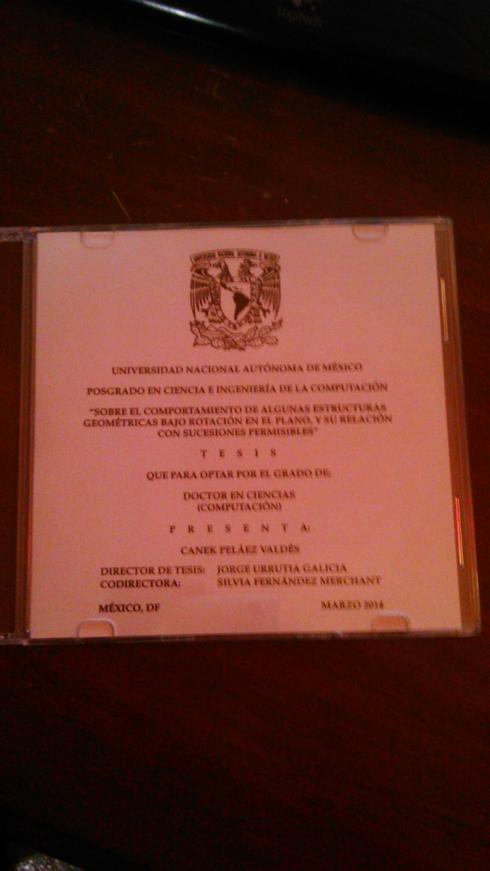 logitech
UNIVERSIDAD NACIONAL AUTÓNOMA DE MÉXICO
POSGRADO EN CIENCIA E INGENIERÍA DE LA COMPUTACIÓN
"SOBRE EL COMPORTAMIENTO DE ALGUNAS ESTRUCTURAS
GEOMÉTRICAS BAJO ROTACIÓN EN EL PLANO, Y SU RELACIÓN
CON SUCESIONES PERMISIBLES"
T E S I S
QUE PARA OPTAR POR EL GRADO DE:
DOCTOR EN CIENCIAS
(COMPUTACIÓN)
P R E S E N T A:
CANEK PELÁEZ VALDÉS
DIRECTOR DE TESIS: JORGE URRUTIA GALICIA
CODIRECTORA: SILVIA FERNÁNDEZ MERCHANT
MÉXICO, DF MARZO 2014